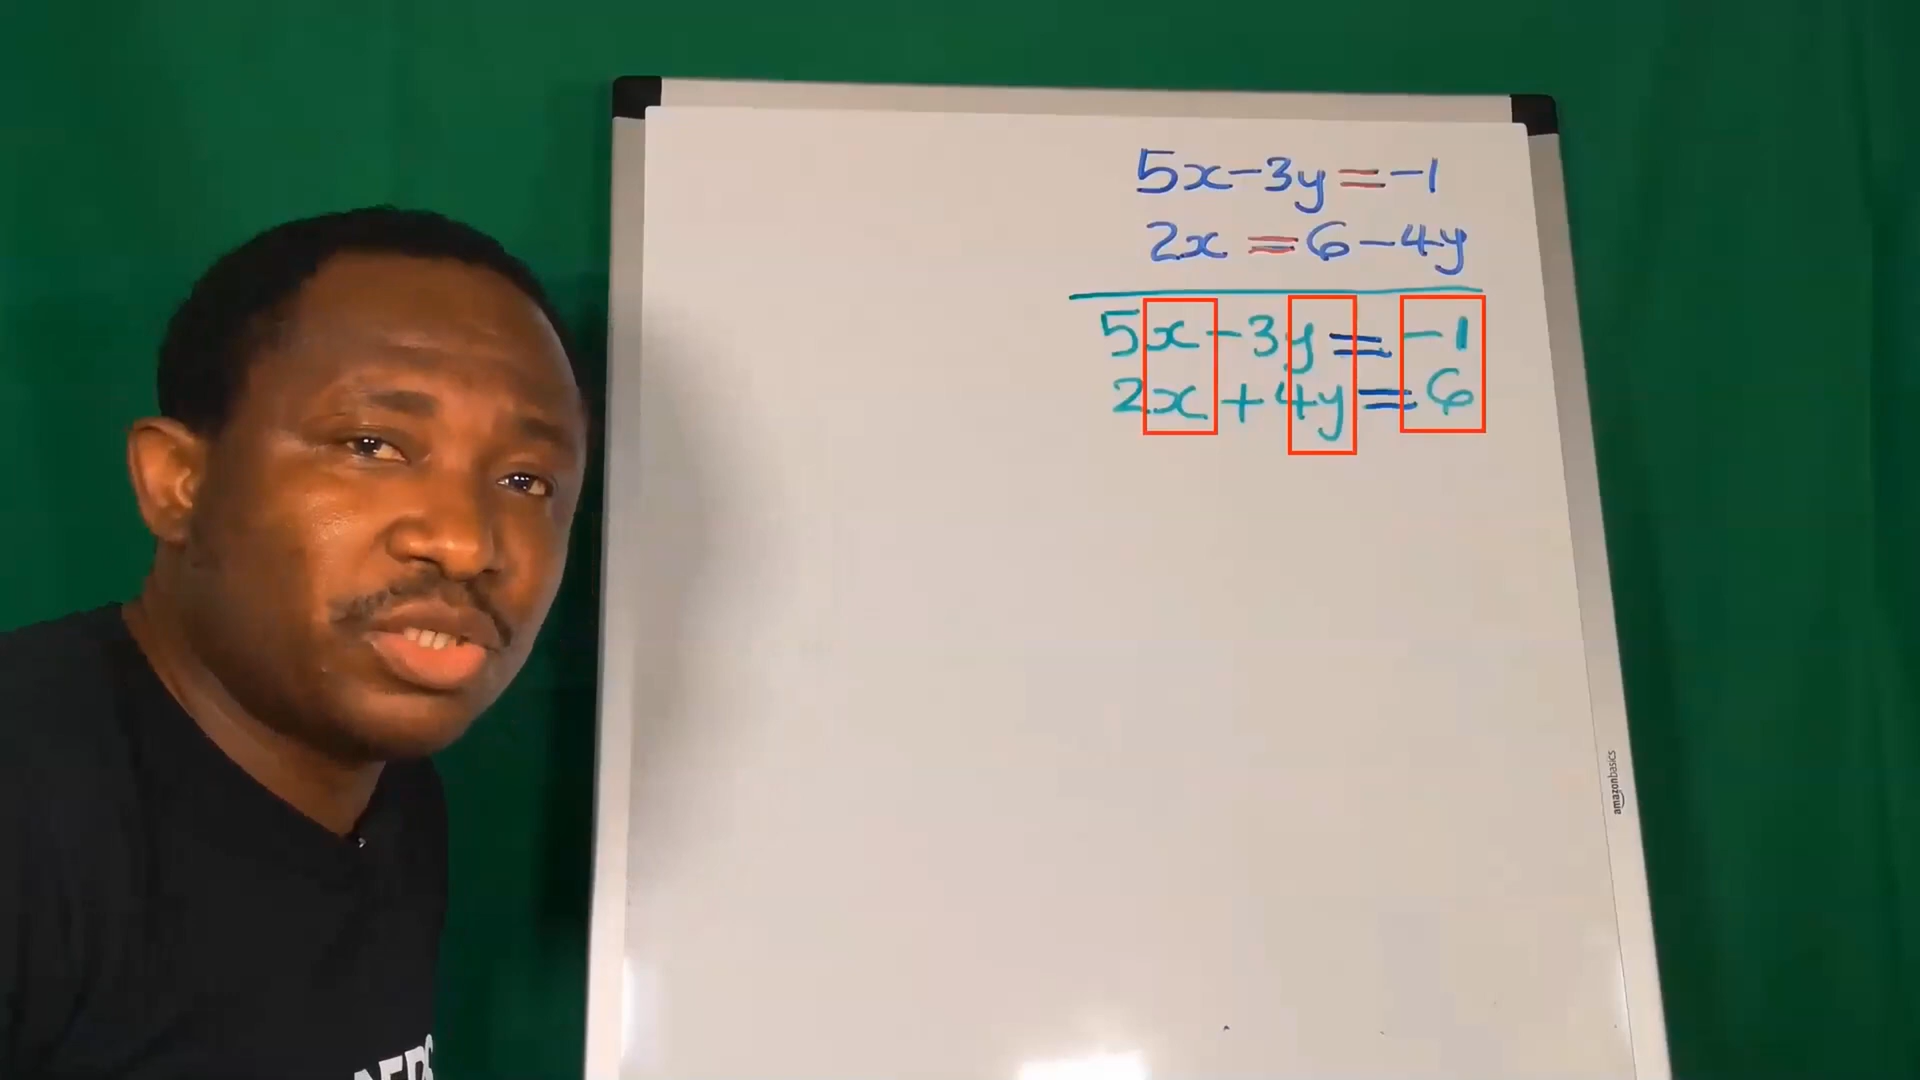 5x-3y=-1
2x=6-4y
5x-3y=-1
2x+4y=6
amazonbasics